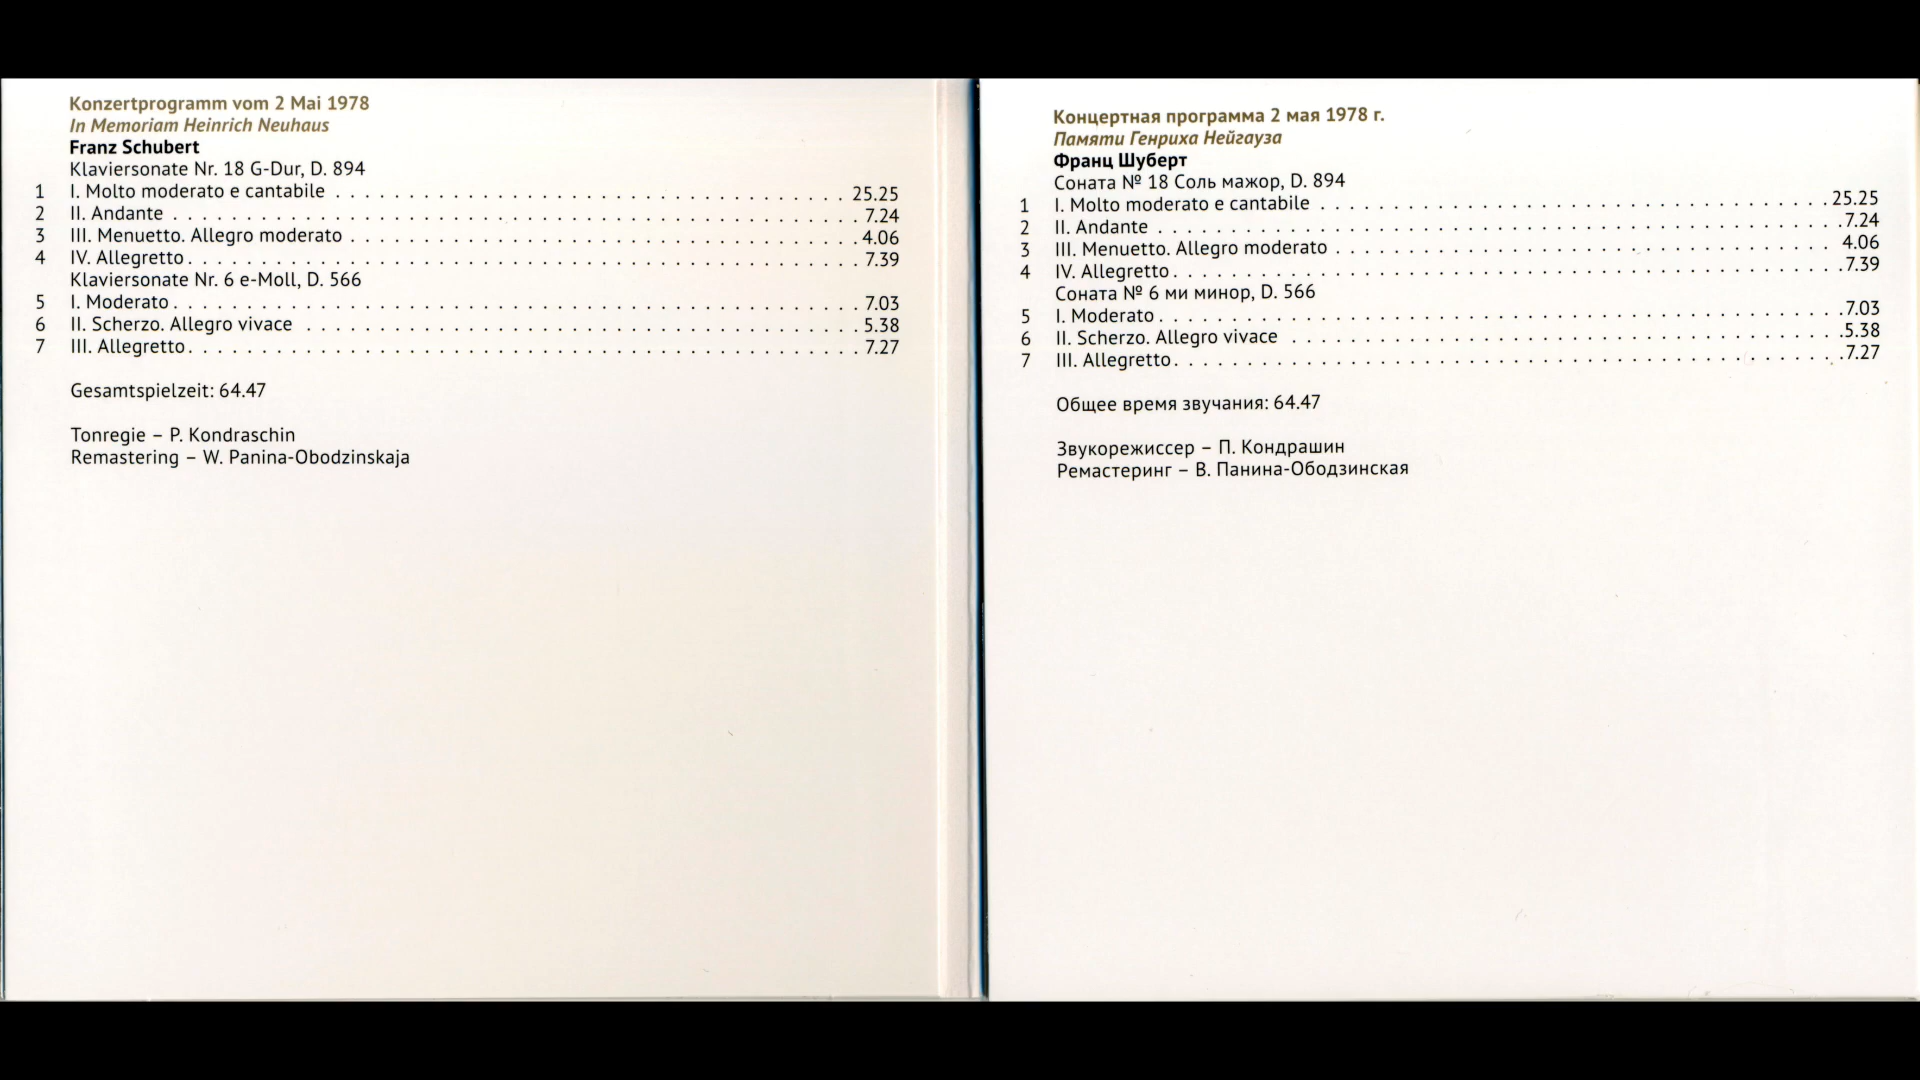 Konzertprogramm vom 2 Mai 1978
In Memoriam Heinrich Neuhaus
Franz Schubert
Klaviersonate Nr. 18 G-Dur, D. 894
1 I. Molto moderato e cantabile 25.25
2 II. Andante 7.24
3 III. Menuetto. Allegro moderato 4.06
4 IV. Allegretto 7.39
Klaviersonate Nr. 6 e-Moll, D. 566
5 I. Moderato 7.03
6 II. Scherzo. Allegro vivace 5.38
7 III. Allegretto 7.27
Gesamtspielzeit: 64.47
Tonregie – P. Kondraschin
Remastering – W. Panina-Obodzinskaja
Концертная программа 2 мая 1978 г.
Памяти Генриха Нейгауза
Франц Шуберт
Соната № 18 Соль мажор, D. 894
1 I. Molto moderato e cantabile 25.25
2 II. Andante 7.24
3 III. Menuetto. Allegro moderato 4.06
4 IV. Allegretto 7.39
Соната № 6 ми минор, D. 566
5 I. Moderato 7.03
6 II. Scherzo. Allegro vivace 5.38
7 III. Allegretto 7.27
Общее время звучания: 64.47
Звукорежиссер – П. Кондрашин
Ремастеринг – В. Панина-Ободзинская